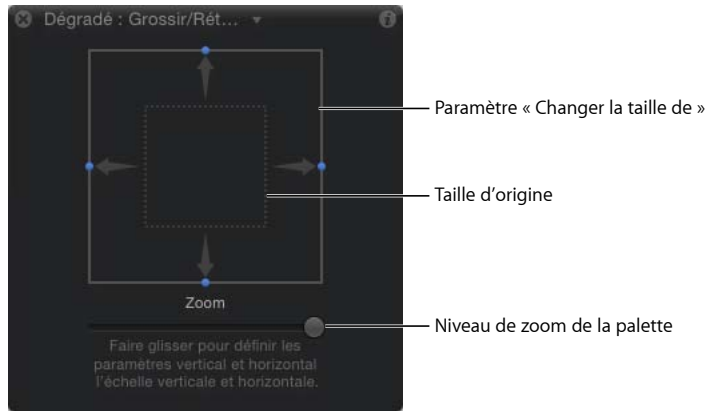 Dégradé : Grossir/Rét...
Paramètre « Changer la taille de »
Taille d'origine
Zoom
Niveau de zoom de la palette
Faire glisser pour définir les
paramètres vertical et horizontal
l'échelle verticale et horizontale.